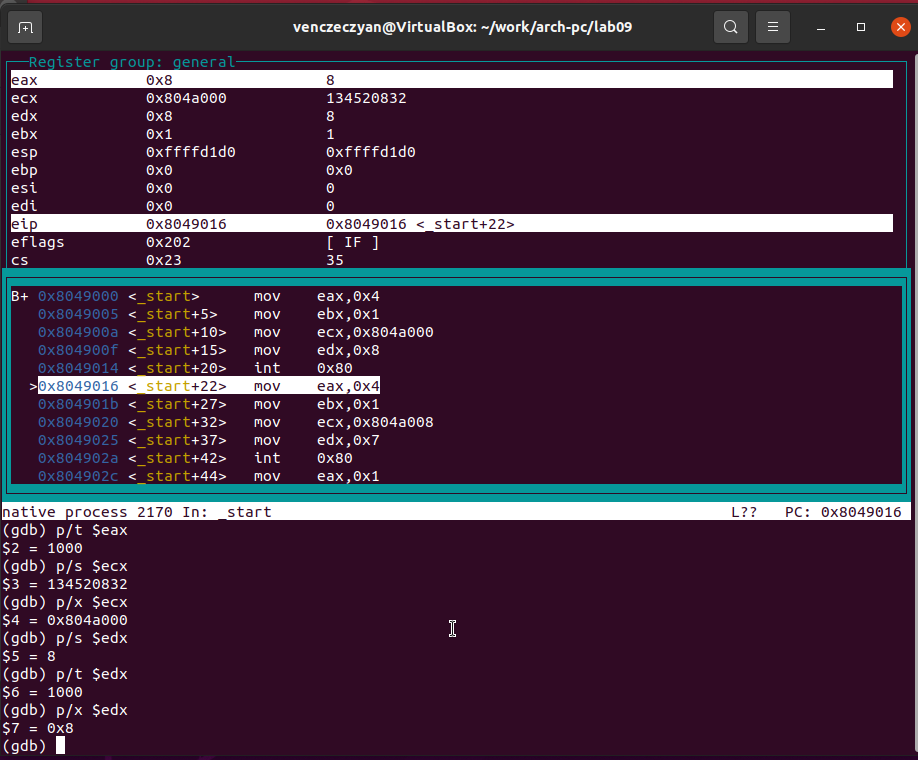 venczeczyan@VirtualBox: ~/work/arch-pc/lab09
Register group: general
eax 0x8 8
ecx 0x804a000 134520832
edx 0x8 8
ebx 0x1 1
esp 0xffffd1d0 0xffffd1d0
ebp 0x0 0x0
esi 0x0 0
edi 0x0 0
eip 0x8049016 0x8049016 <_start+22>
eflags 0x202 [ IF ]
cs 0x23 35
B+ 0x8049000 <_start> mov eax,0x4
0x8049005 <_start+5> mov ebx,0x1
0x804900a <_start+10> mov ecx,0x804a000
0x804900f <_start+15> mov edx,0x8
0x8049014 <_start+20> int 0x80
>0x8049016 <_start+22> mov eax,0x4
0x804901b <_start+27> mov ebx,0x1
0x8049020 <_start+32> mov ecx,0x804a008
0x8049025 <_start+37> mov edx,0x7
0x804902a <_start+42> int 0x80
0x804902c <_start+44> mov eax,0x1
native process 2170 In: _start L?? PC: 0x8049016
(gdb) p/t $eax
$2 = 1000
(gdb) p/s $ecx
$3 = 134520832
(gdb) p/x $ecx
$4 = 0x804a000
(gdb) p/s $edx
$5 = 8
(gdb) p/t $edx
$6 = 1000
(gdb) p/x $edx
$7 = 0x8
(gdb)